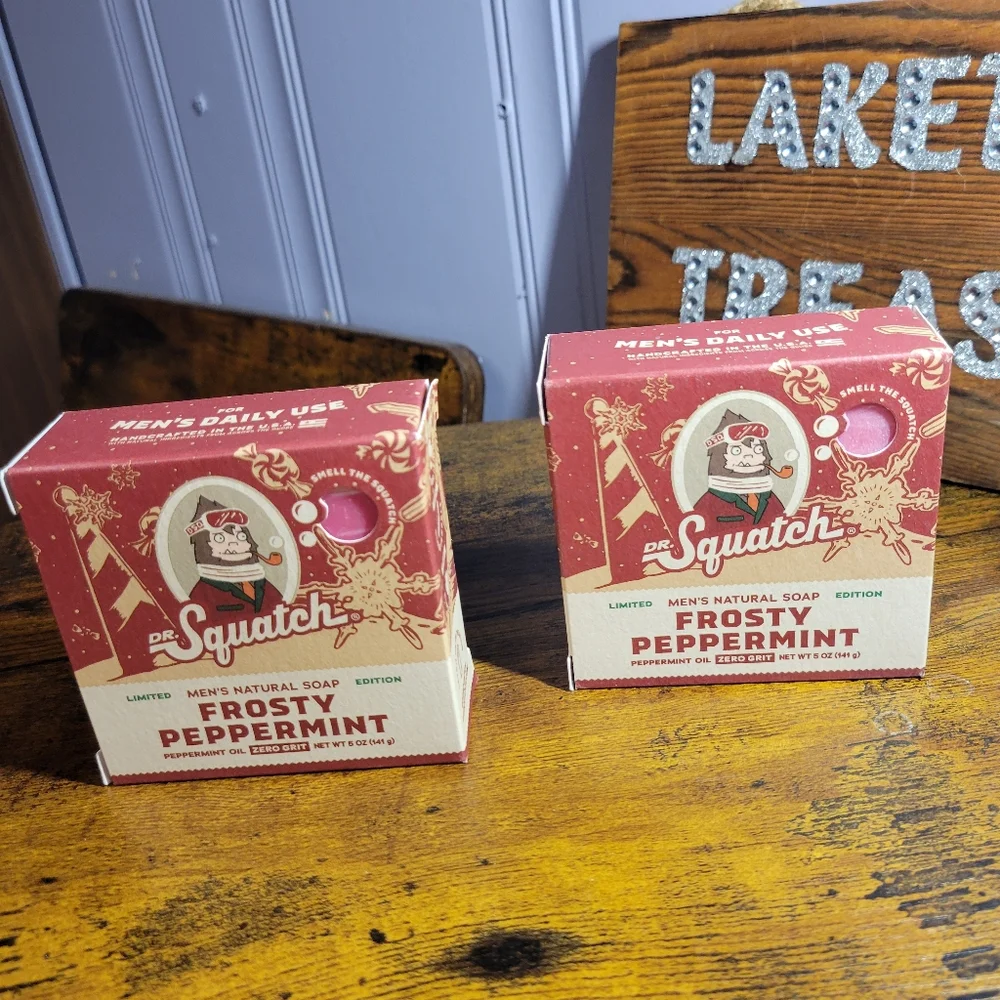 LAKET
TREAS
FOR
MEN'S DAILY USE
HANDCRAFTED IN THE U.S.A.
SMELL THE SQUATCH
DR. Squatch®
LIMITED MEN'S NATURAL SOAP EDITION
FROSTY
PEPPERMINT
PEPPERMINT OIL ZERO GRIT NET WT 5 OZ (141 g)
FOR
MEN'S DAILY USE
HANDCRAFTED IN THE U.S.A.
SMELL THE SQUATCH
DR. Squatch®
LIMITED MEN'S NATURAL SOAP EDITION
FROSTY
PEPPERMINT
PEPPERMINT OIL ZERO GRIT NET WT 5 OZ (141 g)